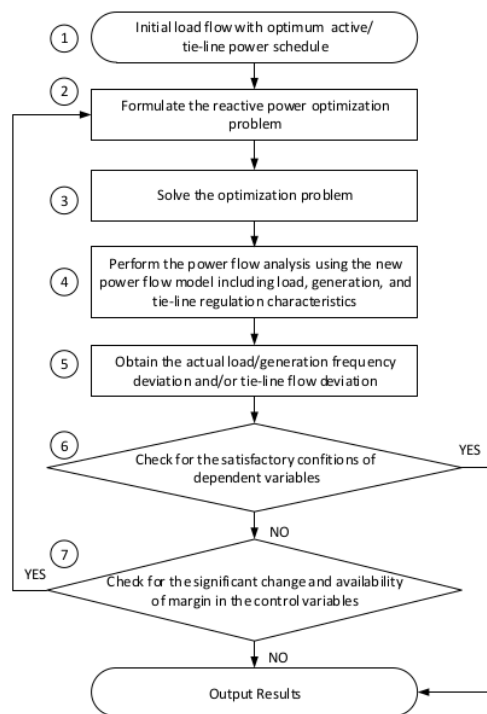 1
Initial load flow with optimum active/
tie-line power schedule
2
Formulate the reactive power optimization
problem
3
Solve the optimization problem
4
Perform the power flow analysis using the new
power flow model including load, generation, and
tie-line regulation characteristics
5
Obtain the actual load/generation frequency
deviation and/or tie-line flow deviation
6
Check for the satisfactory confitions of
dependent variables
YES
NO
7
YES
Check for the significant change and availability
of margin in the control variables
NO
Output Results